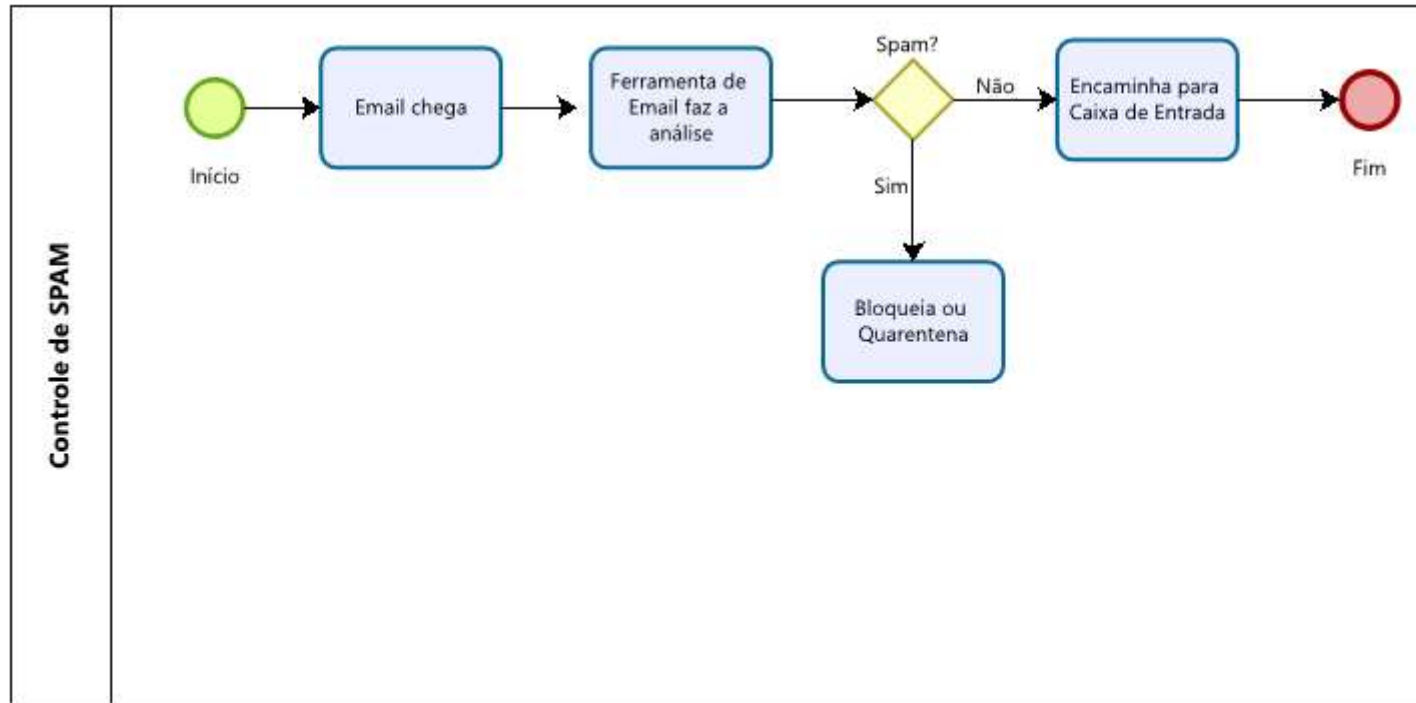 Controle de SPAM
Início
Email chega
Ferramenta de
Email faz a
análise
Spam?
Não
Encaminha para
Caixa de Entrada
Fim
Sim
Bloqueia ou
Quarentena